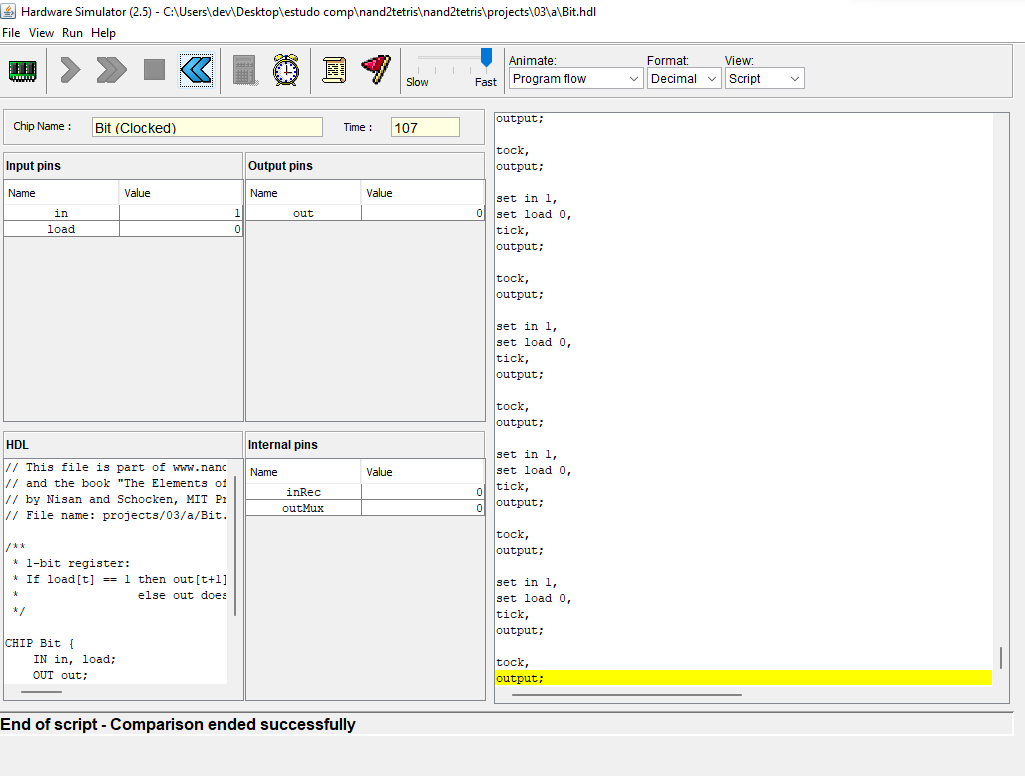 Hardware Simulator (2.5) - C:\Users\dev\Desktop\estudo comp\nand2tetris\nand2tetris\projects\03\a\Bit.hdl
File View Run Help
Slow Fast
Animate:
Program flow
Format:
Decimal
View:
Script
Chip Name :
Bit (Clocked)
Time :
107
Input pins
Name Value
in 1
load 0
Output pins
Name Value
out 0
HDL
// This file is part of www.nand
// and the book "The Elements of
// by Nisan and Schocken, MIT Pr
// File name: projects/03/a/Bit.
/**
* 1-bit register:
* If load[t] == 1 then out[t+1]
* else out does
*/
CHIP Bit {
IN in, load;
OUT out;
Internal pins
Name Value
inRec 0
outMux 0
output;
tock,
output;
set in 1,
set load 0,
tick,
output;
tock,
output;
set in 1,
set load 0,
tick,
output;
tock,
output;
set in 1,
set load 0,
tick,
output;
tock,
output;
set in 1,
set load 0,
tick,
output;
tock,
output;
End of script - Comparison ended successfully